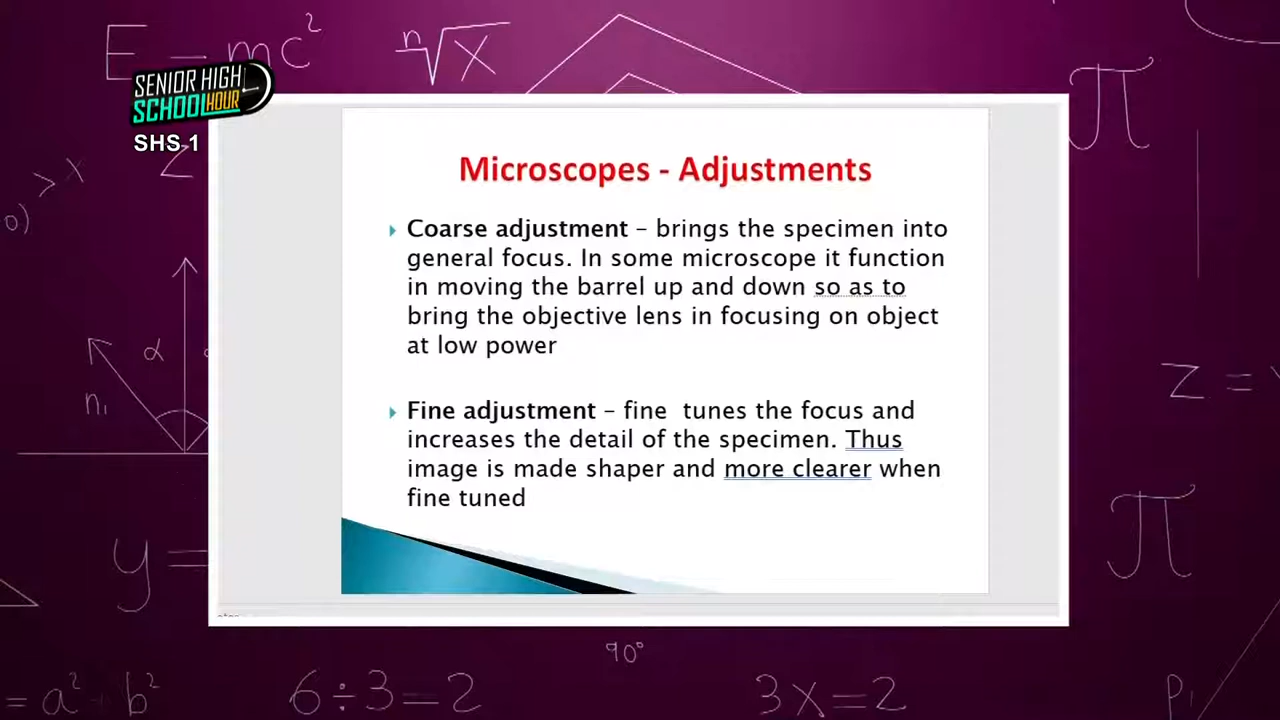 E = mc²
ⁿ√X
SENIOR HIGH
SCHOOL HOUR
SHS 1
π
z
> x
0)
Microscopes - Adjustments
Coarse adjustment – brings the specimen into
general focus. In some microscope it function
in moving the barrel up and down so as to
bring the objective lens in focusing on object
at low power
α
n₁
z =
Fine adjustment – fine  tunes the focus and
increases the detail of the specimen. Thus
image is made shaper and more clearer when
fine tuned
y =
π
90°
= a² + b²
6 ÷ 3 = 2
3x = 2
P₁